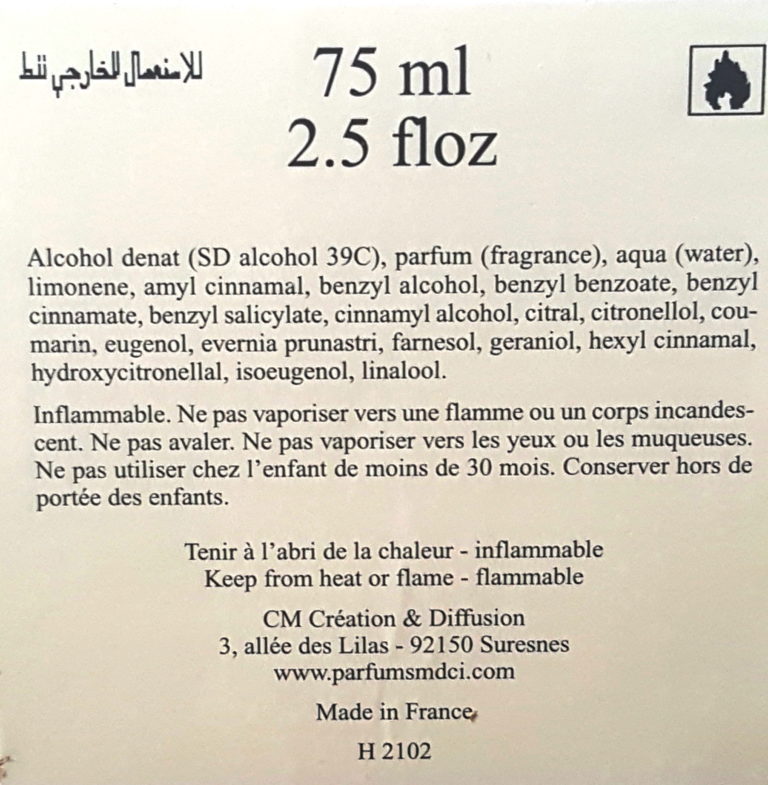 للاستعمال الخارجي فقط
75 ml
2.5 floz
Alcohol denat (SD alcohol 39C), parfum (fragrance), aqua (water),
limonene, amyl cinnamal, benzyl alcohol, benzyl benzoate, benzyl
cinnamate, benzyl salicylate, cinnamyl alcohol, citral, citronellol, cou-
marin, eugenol, evernia prunastri, farnesol, geraniol, hexyl cinnamal,
hydroxycitronellal, isoeugenol, linalool.
Inflammable. Ne pas vaporiser vers une flamme ou un corps incandes-
cent. Ne pas avaler. Ne pas vaporiser vers les yeux ou les muqueuses.
Ne pas utiliser chez l'enfant de moins de 30 mois. Conserver hors de
portée des enfants.
Tenir à l'abri de la chaleur - inflammable
Keep from heat or flame - flammable
CM Création & Diffusion
3, allée des Lilas - 92150 Suresnes
www.parfumsmdci.com
Made in France
H 2102